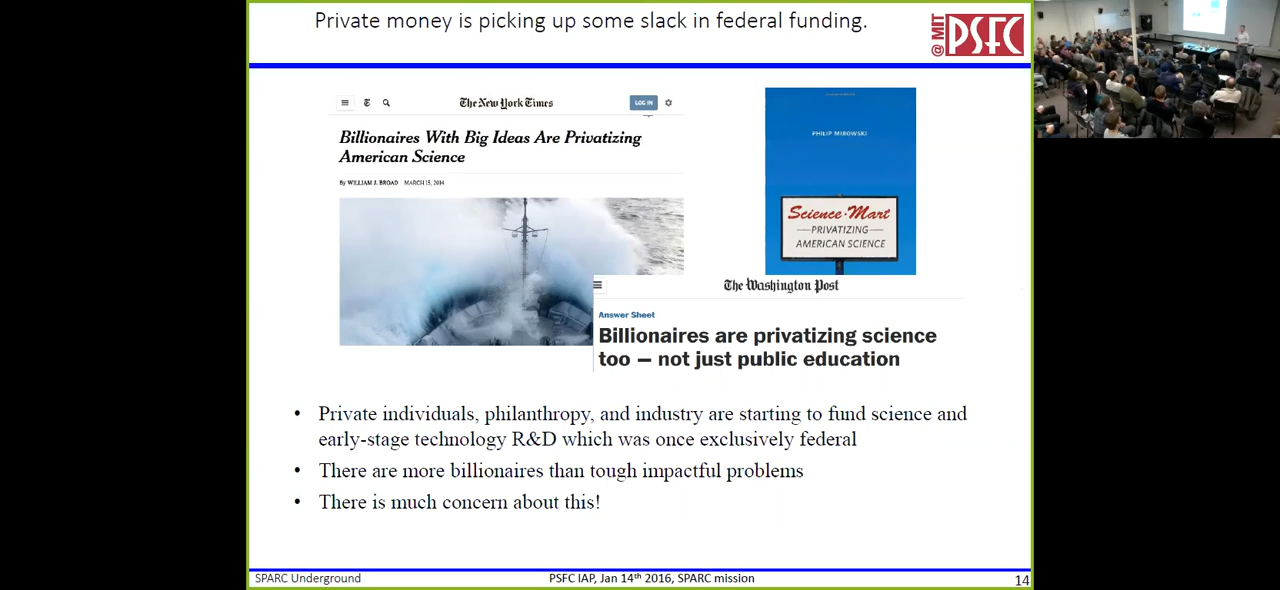 Private money is picking up some slack in federal funding.
@MIT PSFC
The New York Times
LOG IN
Billionaires With Big Ideas Are Privatizing
American Science
By WILLIAM J. BROAD MARCH 15, 2014
PHILIP MIROWSKI
Science-Mart
PRIVATIZING
AMERICAN SCIENCE
The Washington Post
Answer Sheet
Billionaires are privatizing science
too — not just public education
• Private individuals, philanthropy, and industry are starting to fund science and
early-stage technology R&D which was once exclusively federal
• There are more billionaires than tough impactful problems
• There is much concern about this!
SPARC Underground
PSFC IAP, Jan 14th 2016, SPARC mission
14